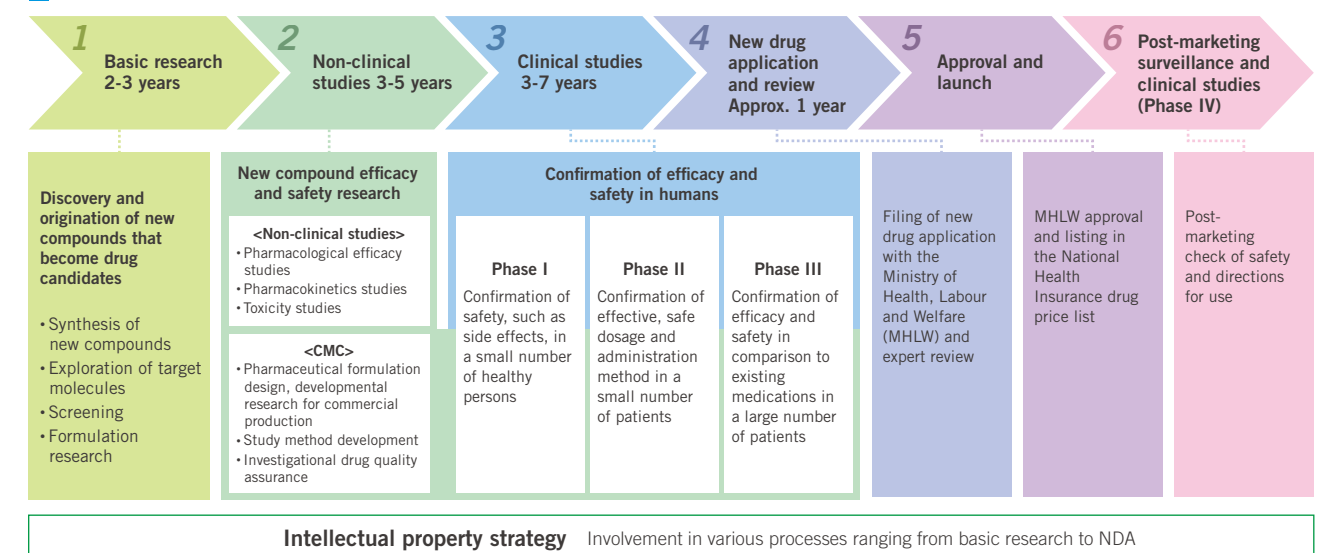 1
Basic research
2-3 years
2
Non-clinical
studies 3-5 years
3
Clinical studies
3-7 years
4
New drug
application
and review
Approx. 1 year
5
Approval and
launch
6
Post-marketing
surveillance and
clinical studies
(Phase IV)
Discovery and
origination of new
compounds that
become drug
candidates
• Synthesis of
new compounds
• Exploration of target
molecules
• Screening
• Formulation
research
New compound efficacy
and safety research
<Non-clinical studies>
• Pharmacological efficacy
studies
• Pharmacokinetics studies
• Toxicity studies
<CMC>
• Pharmaceutical formulation
design, developmental
research for commercial
production
• Study method development
• Investigational drug quality
assurance
Confirmation of efficacy and
safety in humans
Phase I
Confirmation of
safety, such as
side effects, in
a small number
of healthy
persons
Phase II
Confirmation of
effective, safe
dosage and
administration
method in a
small number
of patients
Phase III
Confirmation of
efficacy and
safety in
comparison to
existing
medications in
a large number
of patients
Filing of new
drug application
with the
Ministry of
Health, Labour
and Welfare
(MHLW) and
expert review
MHLW approval
and listing in
the National
Health
Insurance drug
price list
Post-
marketing
check of safety
and directions
for use
Intellectual property strategy Involvement in various processes ranging from basic research to NDA